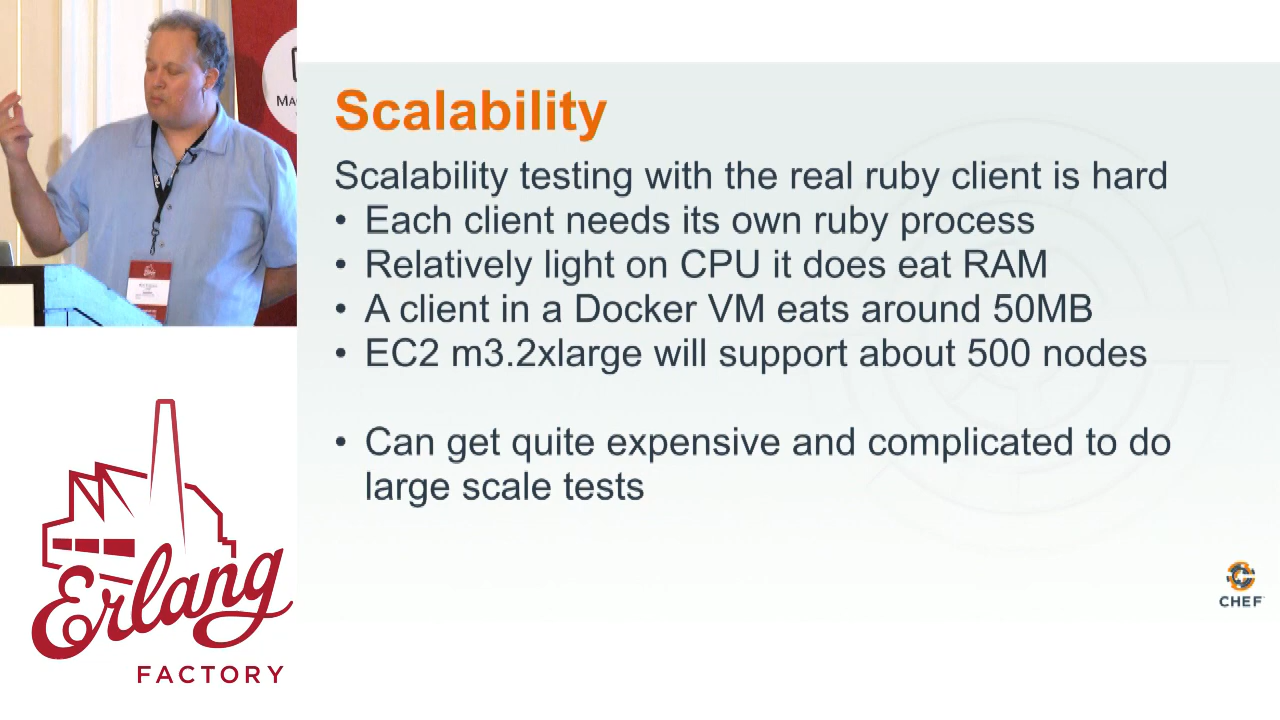 Scalability
Scalability testing with the real ruby client is hard
• Each client needs its own ruby process
• Relatively light on CPU it does eat RAM
• A client in a Docker VM eats around 50MB
• EC2 m3.2xlarge will support about 500 nodes
• Can get quite expensive and complicated to do
large scale tests
CHEF
Erlang
FACTORY